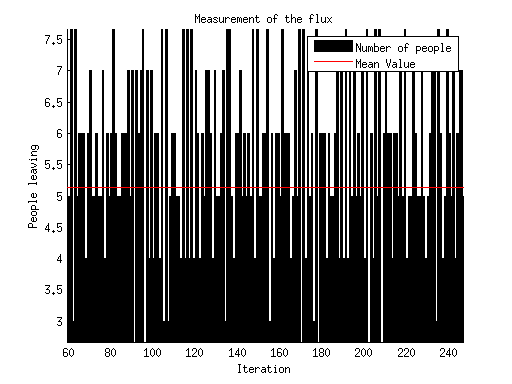 Measurement of the flux
7.5
7
6.5
6
5.5
5
4.5
4
3.5
3
People leaving
Number of people
Mean Value
60 80 100 120 140 160 180 200 220 240
Iteration